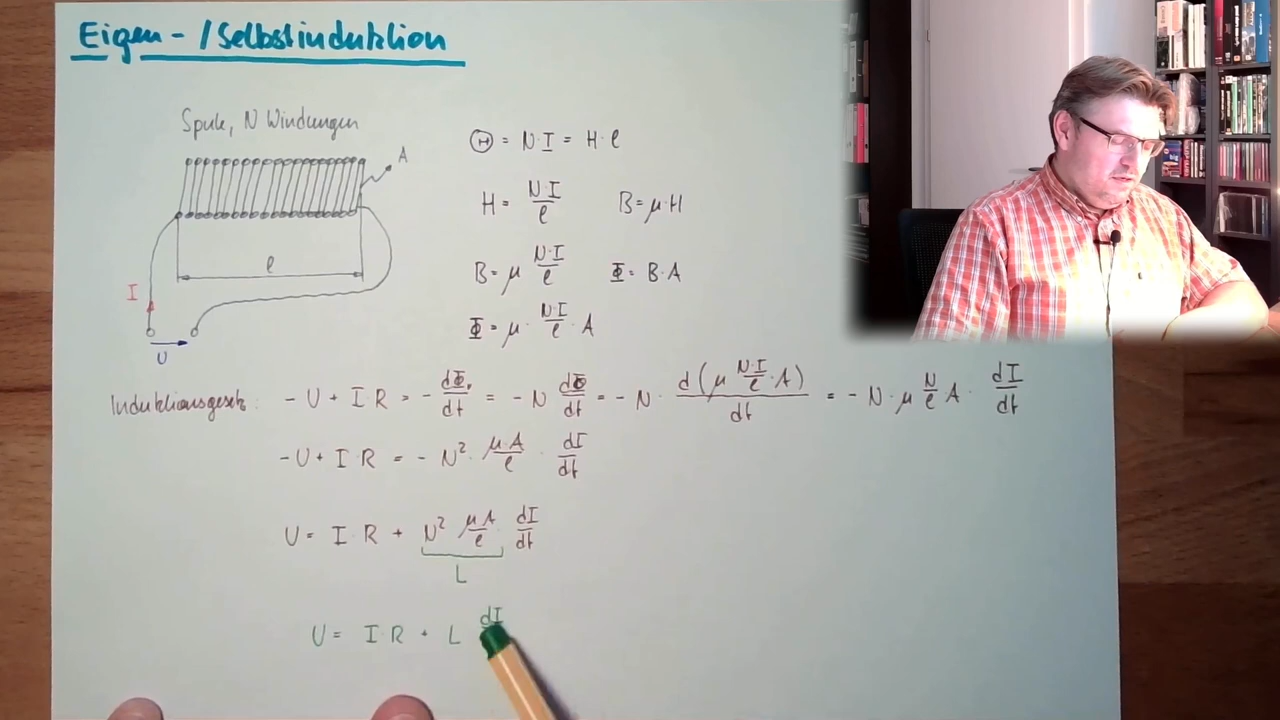 Eigen-/Selbstinduktion
Spule, N Windungen
A
l
I
U
Θ = N·I = H·l
H = N·I/l   B = μ·H
B = μ N·I/l   Φ = B·A
Φ = μ · N·I/l · A
Induktionsgesetz: -U + I·R = - dΦ/dt = -N dΦ/dt = -N · d(μ N·I/l · A)/dt = -N·μ N/l A · dI/dt
-U + I·R = -N² · μ·A/l · dI/dt
U = I·R + N² μA/l · dI/dt
L
U = I·R + L dI